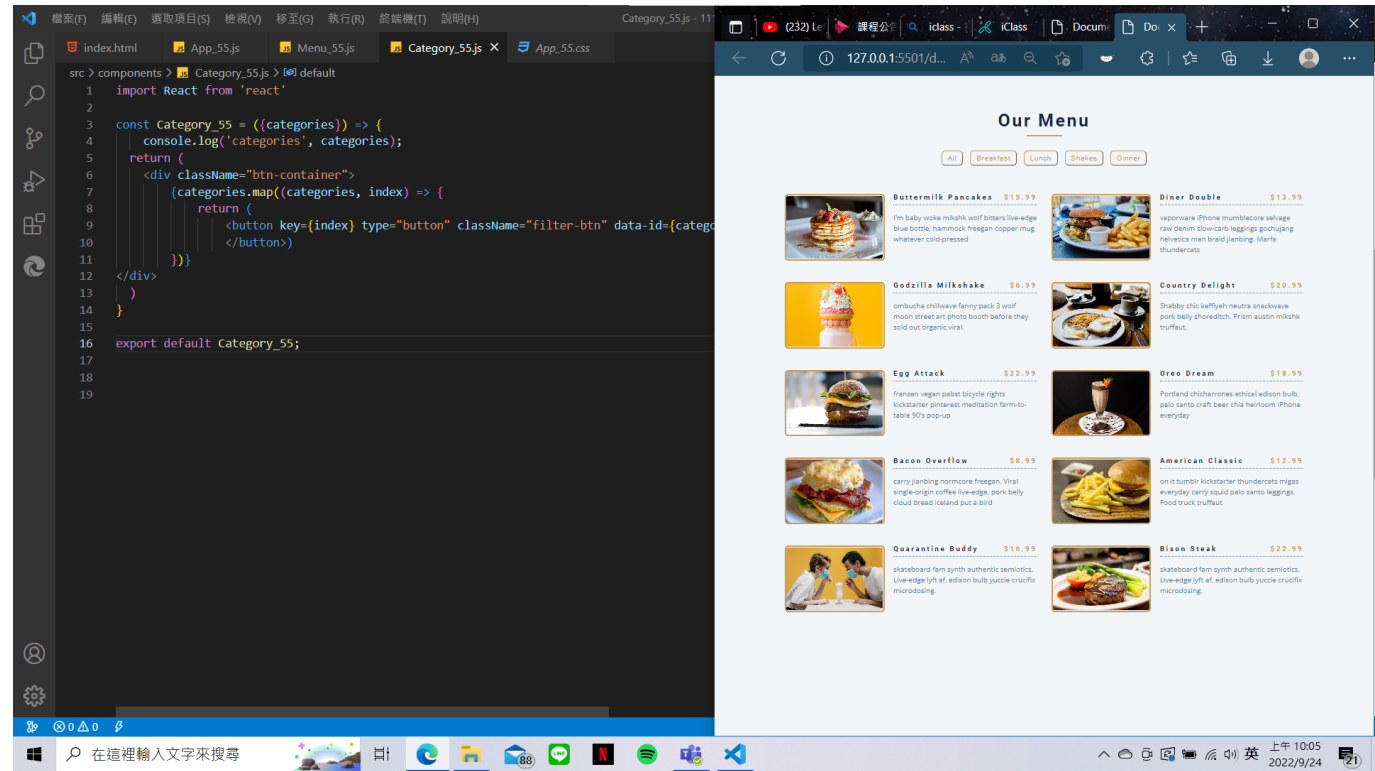 檔案(F) 編輯(E) 選取項目(S) 檢視(V) 移至(G) 執行(R) 終端機(T) 說明(H) Category_55.js - 111
index.html App_55.js Menu_55.js Category_55.js App_55.css
src > components > Category_55.js > default
1 import React from 'react'
2
3 const Category_55 = ({categories}) => {
4 console.log('categories', categories);
5 return (
6 <div className="btn-container">
7 {categories.map((categories, index) => {
8 return (
9 <button key={index} type="button" className="filter-btn" data-id={catego
10 </button>)
11 })}
12 </div>
13 )
14 }
15
16 export default Category_55;
17
18
19
0 0
(232) Le 課程公 iclass - iClass Docume Do
127.0.0.1:5501/d...
Our Menu
All Breakfast Lunch Shakes Dinner
Buttermilk Pancakes $15.99
I'm baby woke mlkshk wolf bitters live-edge
blue bottle, hammock freegan copper mug
whatever cold-pressed
Diner Double $13.99
vaporware iPhone mumblecore selvage
raw denim slow-carb leggings gochujang
helvetica man braid jianbing. Marfa
thundercats
Godzilla Milkshake $6.99
ombucha chillwave fanny pack 3 wolf
moon street art photo booth before they
sold out organic viral.
Country Delight $20.99
Shabby chic keffiyeh neutra snackwave
pork belly shoreditch. Prism austin mlkshk
truffaut,
Egg Attack $22.99
franzen vegan pabst bicycle rights
kickstarter pinterest meditation farm-to-
table 90's pop-up
Oreo Dream $18.99
Portland chicharrones ethical edison bulb,
palo santo craft beer chia heirloom iPhone
everyday
Bacon Overflow $8.99
carry jianbing normcore freegan. Viral
single-origin coffee live-edge, pork belly
cloud bread iceland put a bird
American Classic $12.99
on it tumblr kickstarter thundercats migas
everyday carry squid palo santo leggings.
Food truck truffaut
Quarantine Buddy $16.99
skateboard fam synth authentic semiotics.
Live-edge lyft af, edison bulb yuccie crucifix
microdosing.
Bison Steak $22.99
skateboard fam synth authentic semiotics.
Live-edge lyft af, edison bulb yuccie crucifix
microdosing.
在這裡輸入文字來搜尋
88
英
上午 10:05
2022/9/24
21